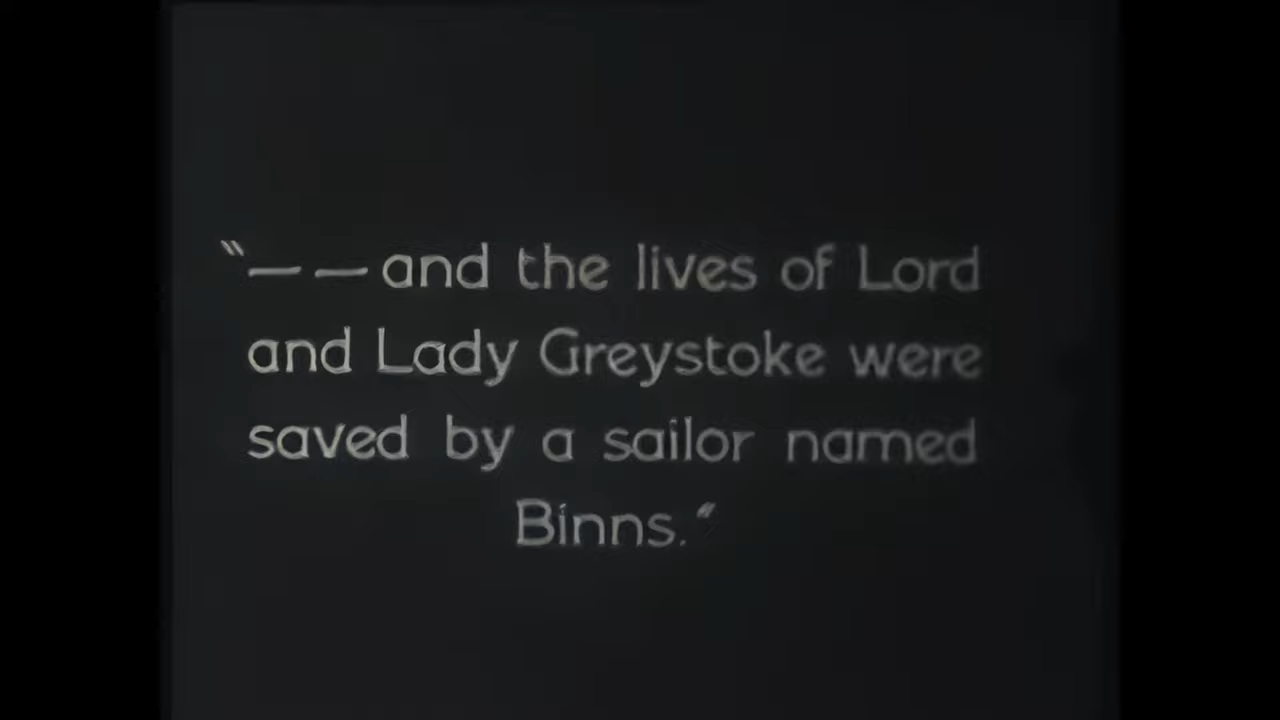 "— — and the lives of Lord
and Lady Greystoke were
saved by a sailor named
Binns."